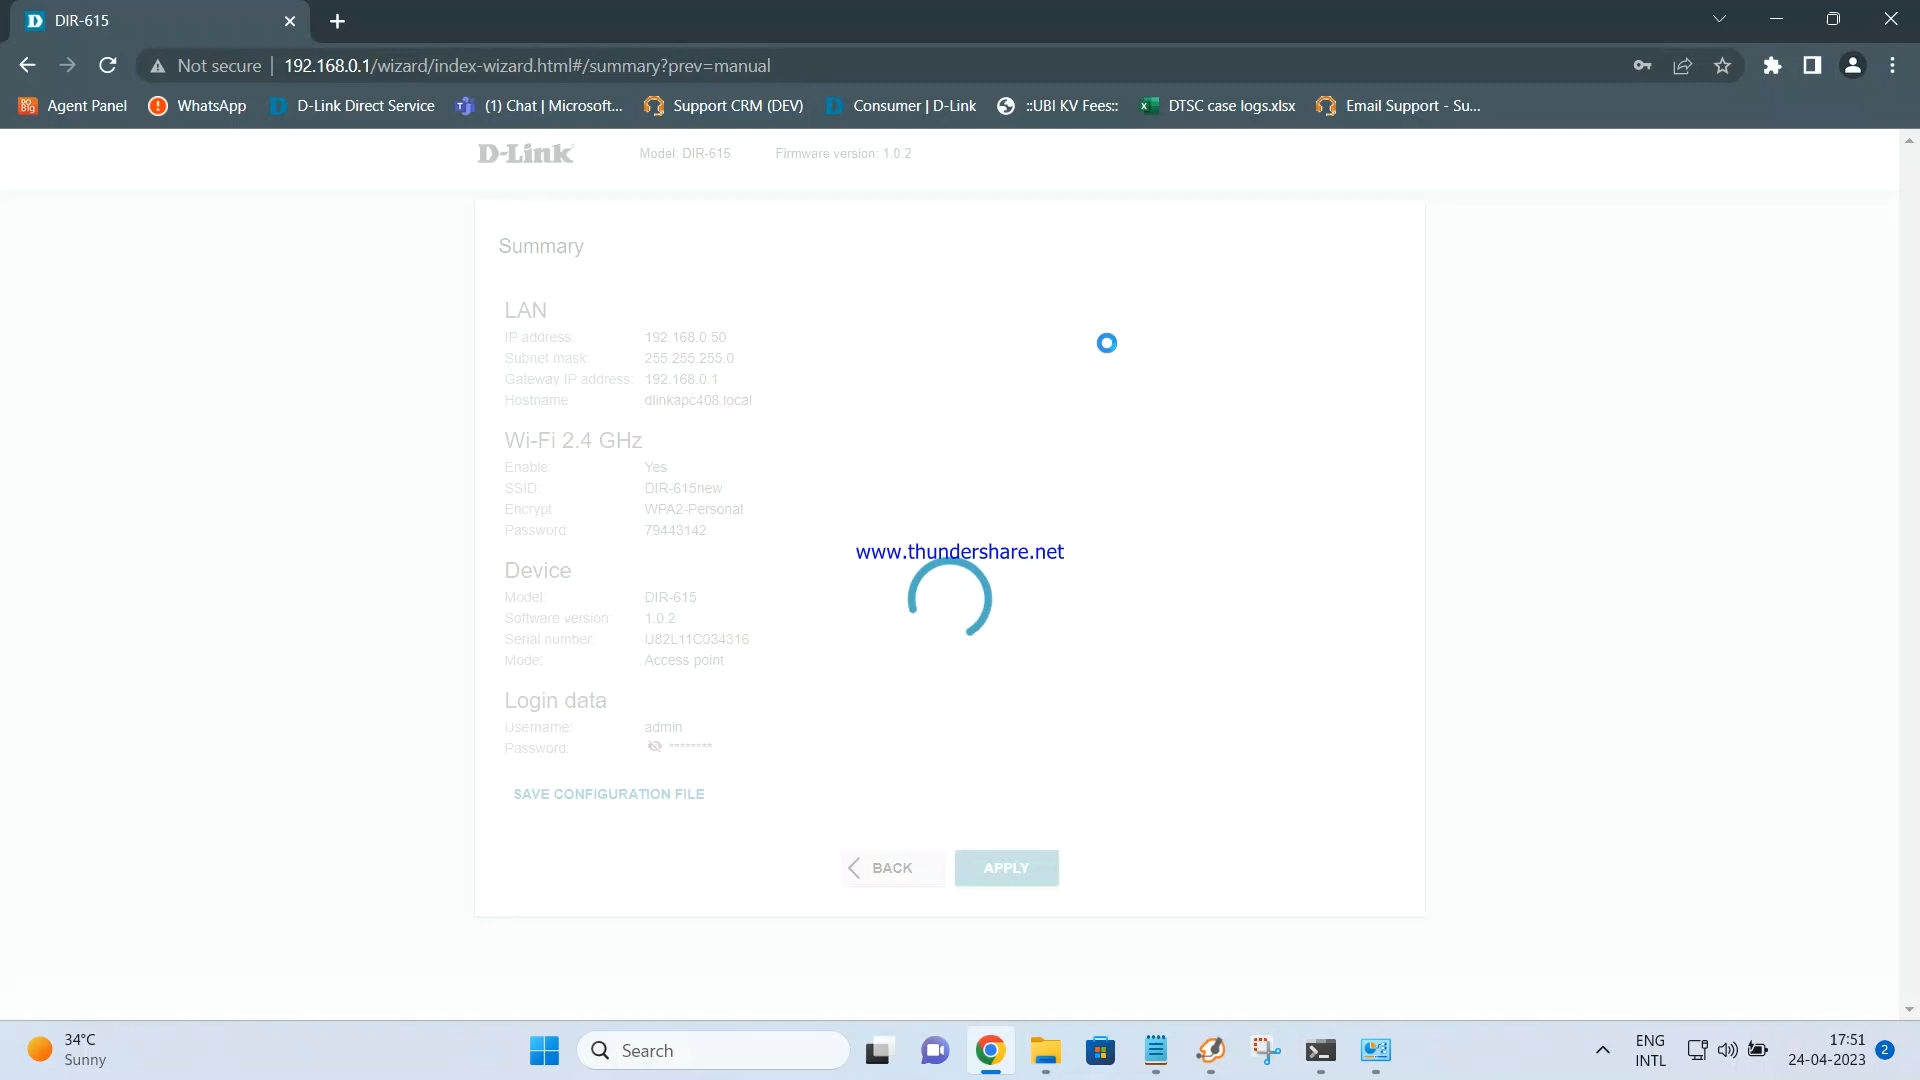 DIR-615
Not secure | 192.168.0.1/wizard/index-wizard.html#/summary?prev=manual
Agent Panel WhatsApp D-Link Direct Service (1) Chat | Microsoft... Support CRM (DEV) Consumer | D-Link ::UBI KV Fees:: DTSC case logs.xlsx Email Support - Su...
D-Link Model: DIR-615 Firmware version: 1.0.2
Summary
LAN
IP address: 192.168.0.50
Subnet mask: 255.255.255.0
Gateway IP address: 192.168.0.1
Hostname dlinkapc408.local
Wi-Fi 2.4 GHz
Enable: Yes
SSID: DIR-615new
Encrypt WPA2-Personal
Password: 79443142
www.thundershare.net
Device
Model: DIR-615
Software version: 1.0.2
Serial number: U82L11C034316
Mode: Access point
Login data
Username: admin
Password: ********
SAVE CONFIGURATION FILE
BACK APPLY
34°C
Sunny
Search
ENG
INTL
17:51
24-04-2023
2